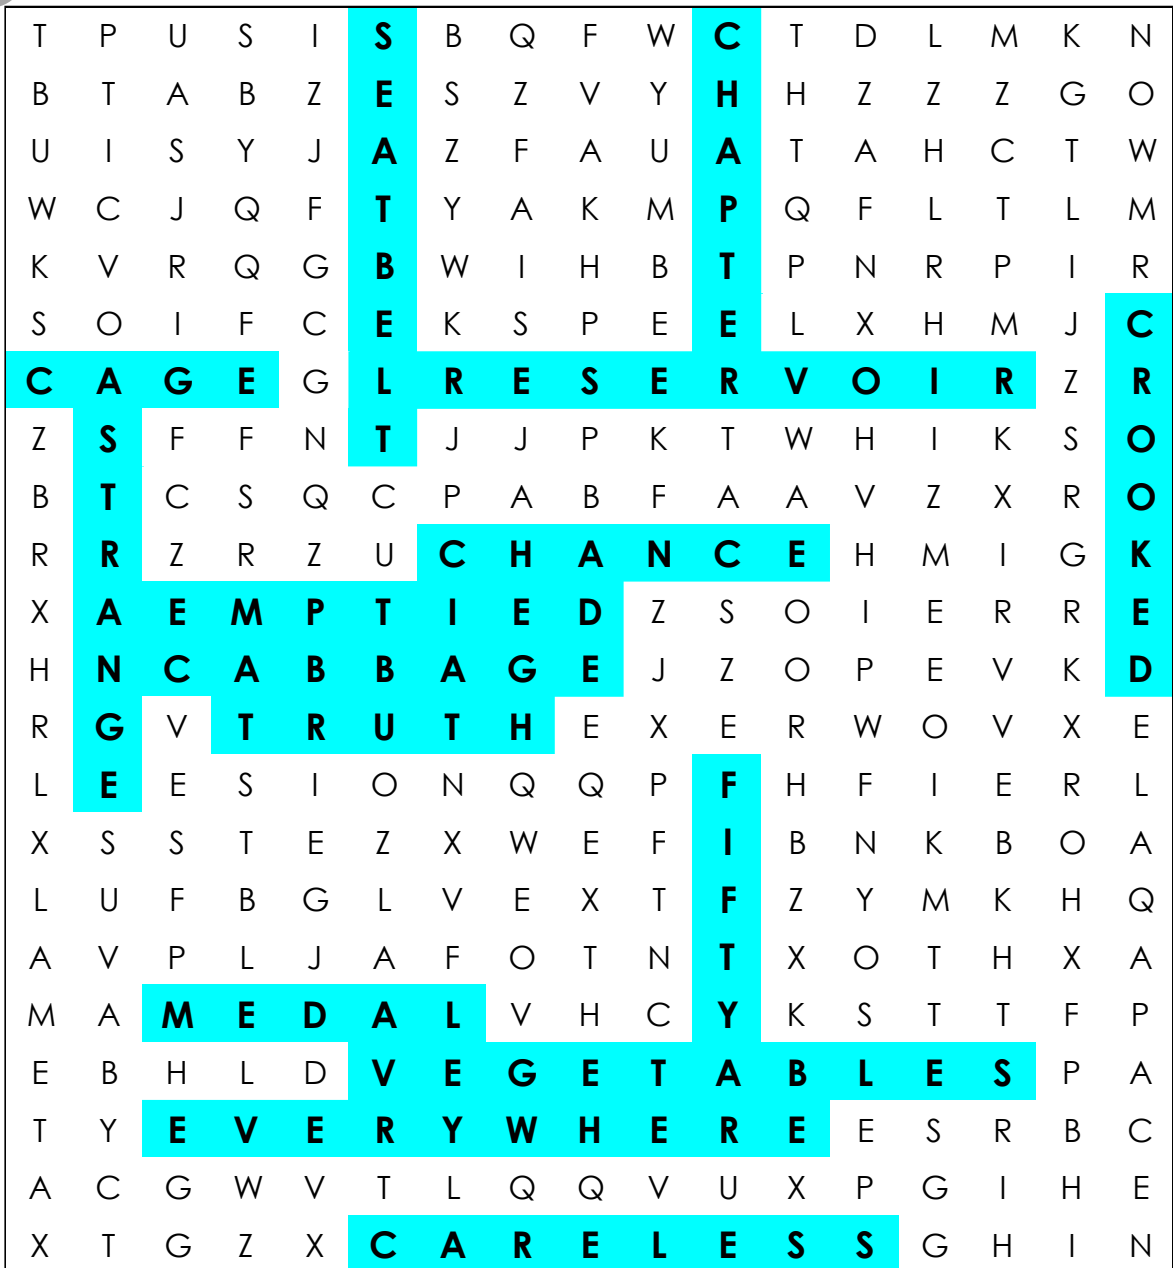 T P U S I S B Q F W C T D L M K N
B T A B Z E S Z V Y H H Z Z Z G O
U I S Y J A Z F A U A T A H C T W
W C J Q F T Y A K M P Q F L T L M
K V R Q G B W I H B T P N R P I R
S O I F C E K S P E E L X H M J C
C A G E G L R E S E R V O I R Z R
Z S F F N T J J P K T W H I K S O
B T C S Q C P A B F A A V Z X R O
R R Z R Z U C H A N C E H M I G K
X A E M P T I E D Z S O I E R R E
H N C A B B A G E J Z O P E V K D
R G V T R U T H E X E R W O V X E
L E E S I O N Q Q P F H F I E R L
X S S T E Z X W E F I B N K B O A
L U F B G L V E X T F Z Y M K H Q
A V P L J A F O T N T X O T H X A
M A M E D A L V H C Y K S T T F P
E B H L D V E G E T A B L E S P A
T Y E V E R Y W H E R E E S R B C
A C G W V T L Q Q V U X P G I H E
X T G Z X C A R E L E S S G H I N